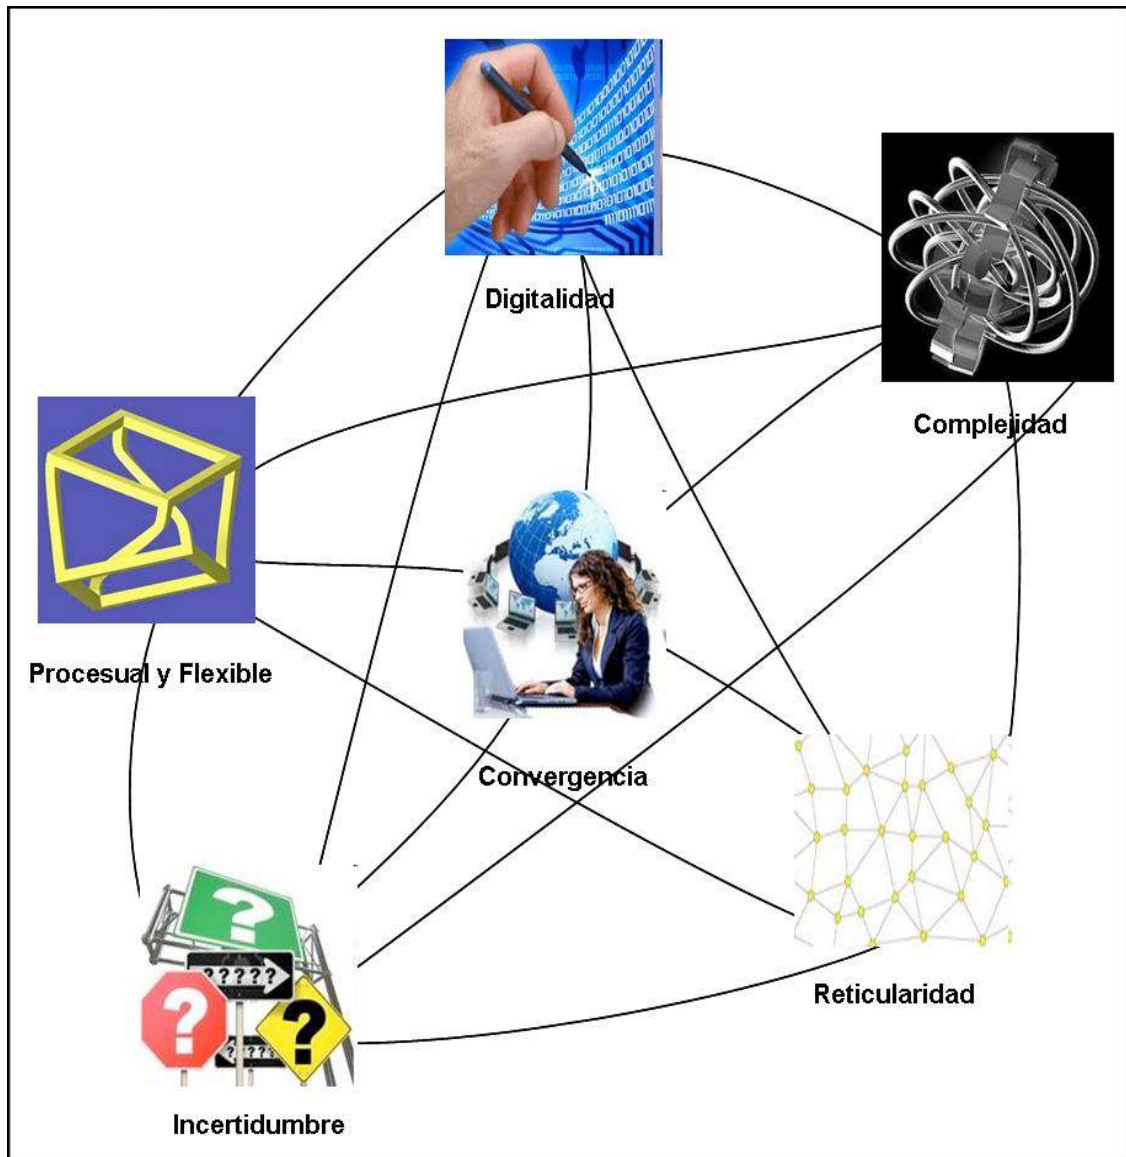 Digitalidad
Complejidad
Procesual y Flexible
Convergencia
Reticularidad
?
?????
?
?
????
Incertidumbre